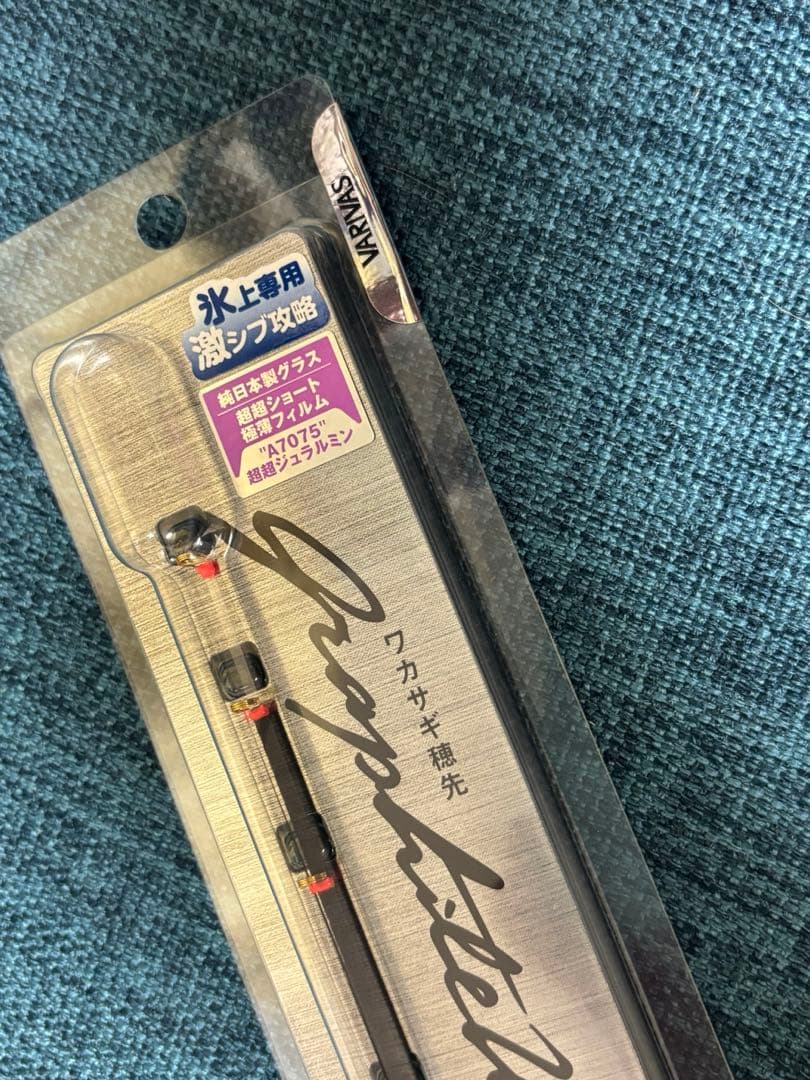 VARIVAS
氷上専用
激シブ攻略
純日本製グラス
超超ショート
極薄フィルム
"A7075"
超超ジュラルミン
ワカサギ穂先